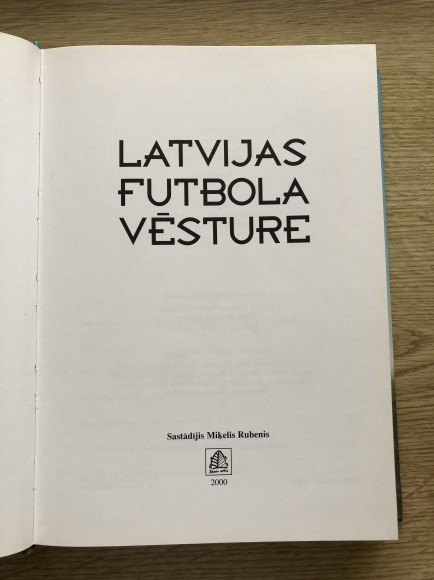 LATVIJAS
FUTBOLA
VĒSTURE
Sastādījis Miķelis Rubenis
2000